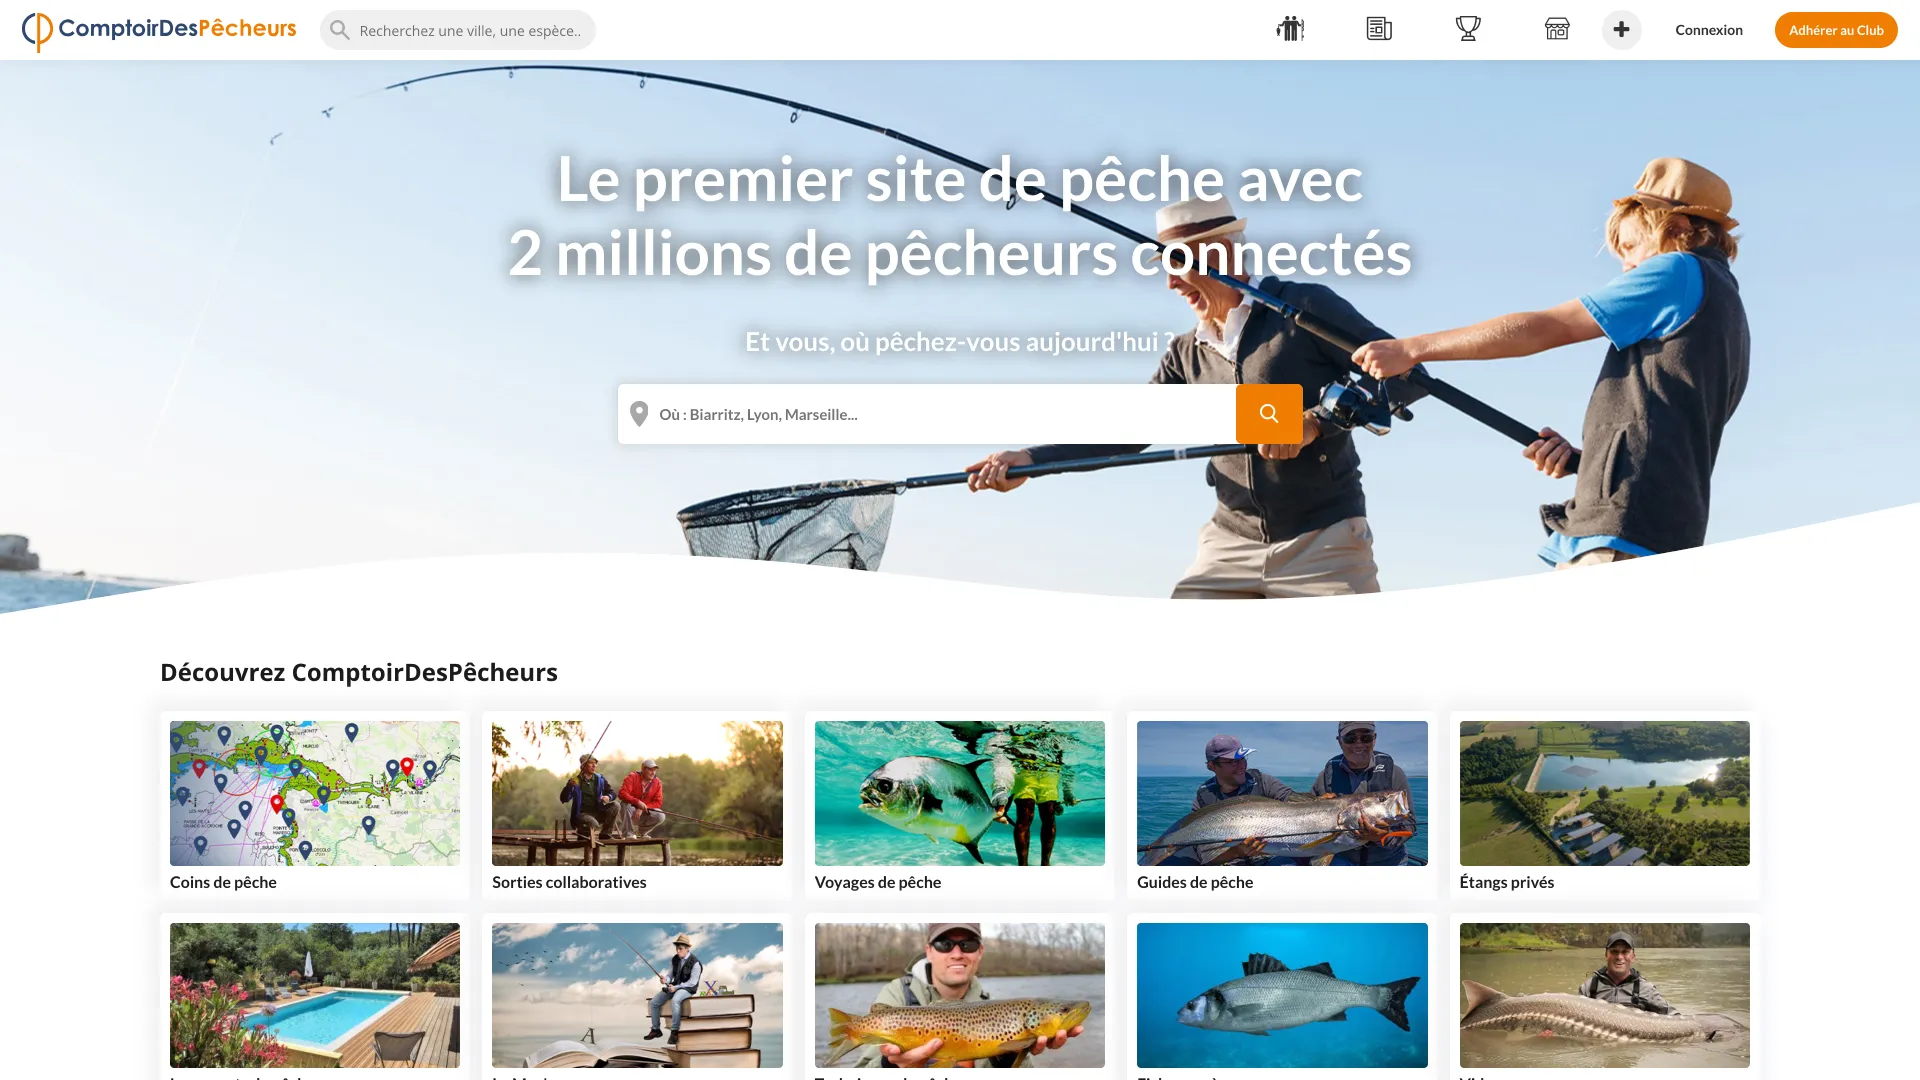 ComptoirDesPêcheurs
Recherchez une ville, une espèce..
Connexion
Adhérer au Club
Le premier site de pêche avec
2 millions de pêcheurs connectés
Et vous, où pêchez-vous aujourd'hui ?
Où : Biarritz, Lyon, Marseille...
Découvrez ComptoirDesPêcheurs
Coins de pêche
Sorties collaboratives
Voyages de pêche
Guides de pêche
Étangs privés